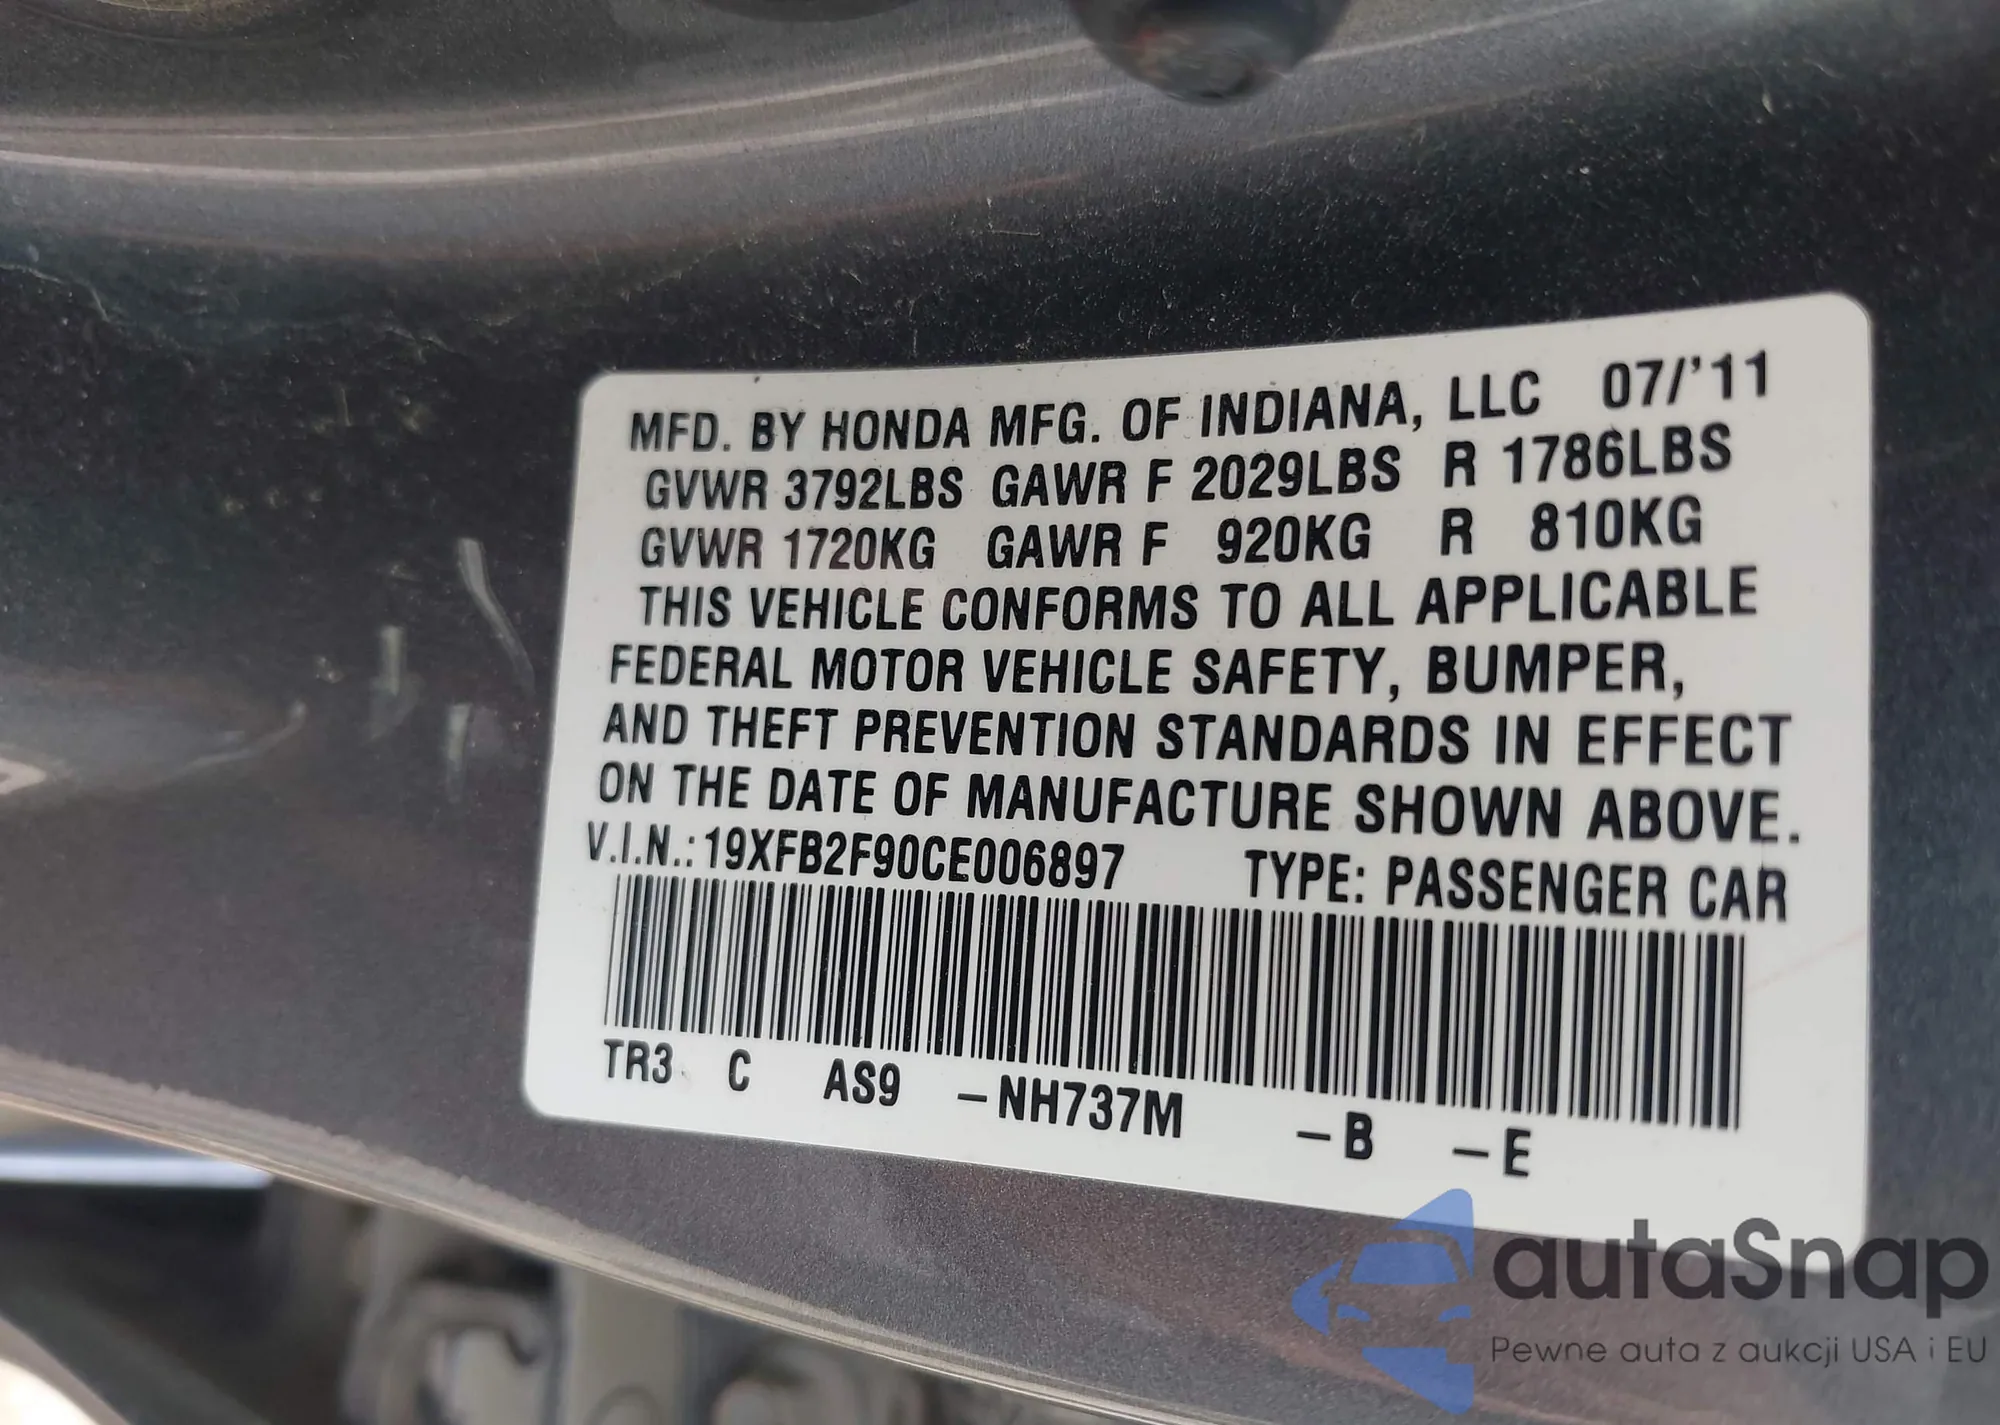 MFD. BY HONDA MFG. OF INDIANA, LLC 07/'11
GVWR 3792LBS GAWR F 2029LBS R 1786LBS
GVWR 1720KG GAWR F 920KG R 810KG
THIS VEHICLE CONFORMS TO ALL APPLICABLE
FEDERAL MOTOR VEHICLE SAFETY, BUMPER,
AND THEFT PREVENTION STANDARDS IN EFFECT
ON THE DATE OF MANUFACTURE SHOWN ABOVE.
V.I.N.: 19XFB2F90CE006897 TYPE: PASSENGER CAR
TR3 C AS9 –NH737M –B –E
autaSnap
Pewne auta z aukcji USA i EU